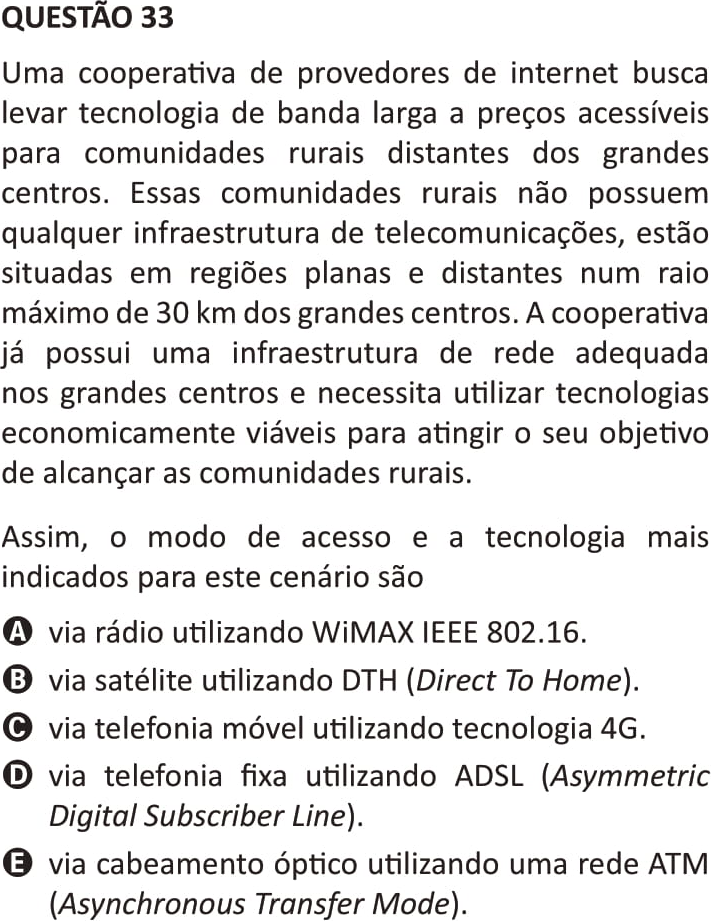 QUESTÃO 33
Uma cooperativa de provedores de internet busca
levar tecnologia de banda larga a preços acessíveis
para comunidades rurais distantes dos grandes
centros. Essas comunidades rurais não possuem
qualquer infraestrutura de telecomunicações, estão
situadas em regiões planas e distantes num raio
máximo de 30 km dos grandes centros. A cooperativa
já possui uma infraestrutura de rede adequada
nos grandes centros e necessita utilizar tecnologias
economicamente viáveis para atingir o seu objetivo
de alcançar as comunidades rurais.
Assim, o modo de acesso e a tecnologia mais
indicados para este cenário são
A via rádio utilizando WiMAX IEEE 802.16.
B via satélite utilizando DTH (Direct To Home).
C via telefonia móvel utilizando tecnologia 4G.
D via telefonia fixa utilizando ADSL (Asymmetric
Digital Subscriber Line).
E via cabeamento óptico utilizando uma rede ATM
(Asynchronous Transfer Mode).